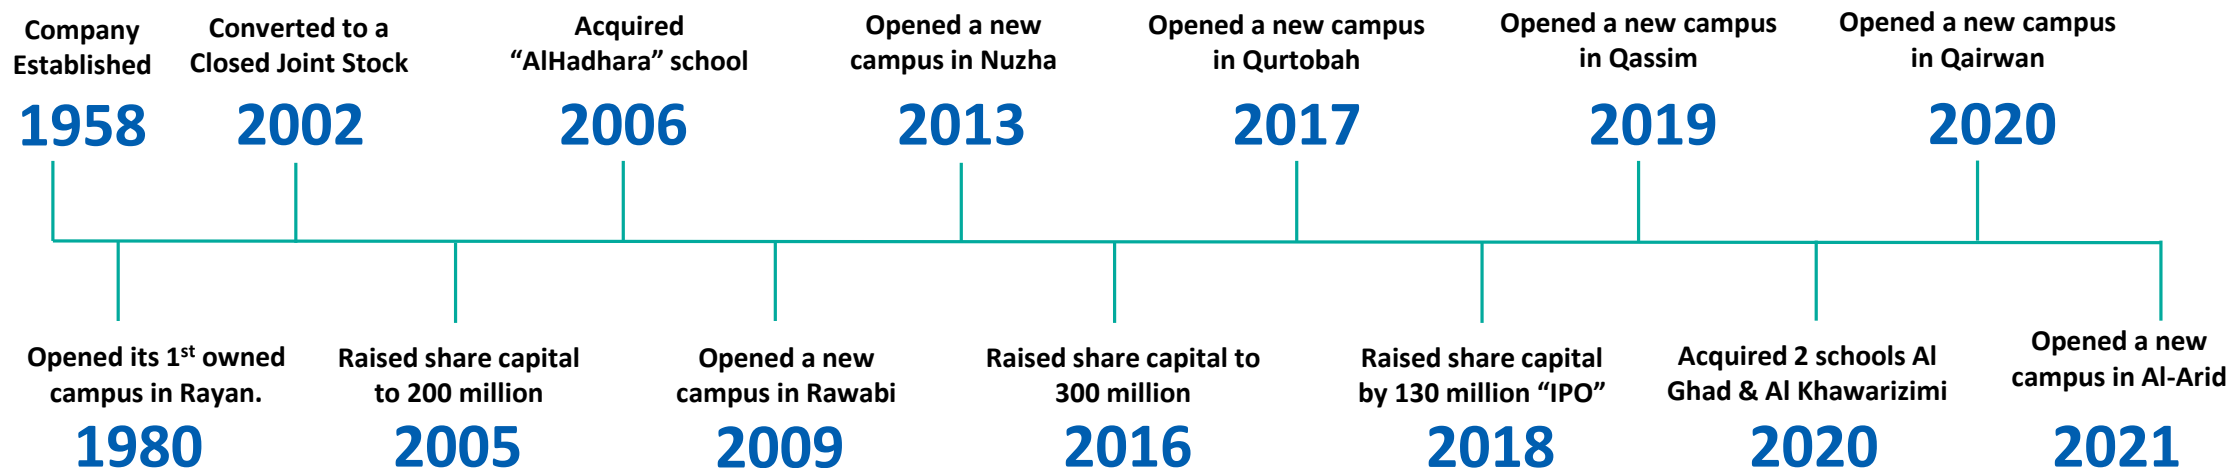 Company
Established
1958
Converted to a
Closed Joint Stock
2002
Acquired
“AlHadhara” school
2006
Opened a new
campus in Nuzha
2013
Opened a new campus
in Qurtobah
2017
Opened a new campus
in Qassim
2019
Opened a new campus
in Qairwan
2020
Opened its 1st owned
campus in Rayan.
1980
Raised share capital
to 200 million
2005
Opened a new
campus in Rawabi
2009
Raised share capital to
300 million
2016
Raised share capital
by 130 million “IPO”
2018
Acquired 2 schools Al
Ghad & Al Khawarizimi
2020
Opened a new
campus in Al-Arid
2021